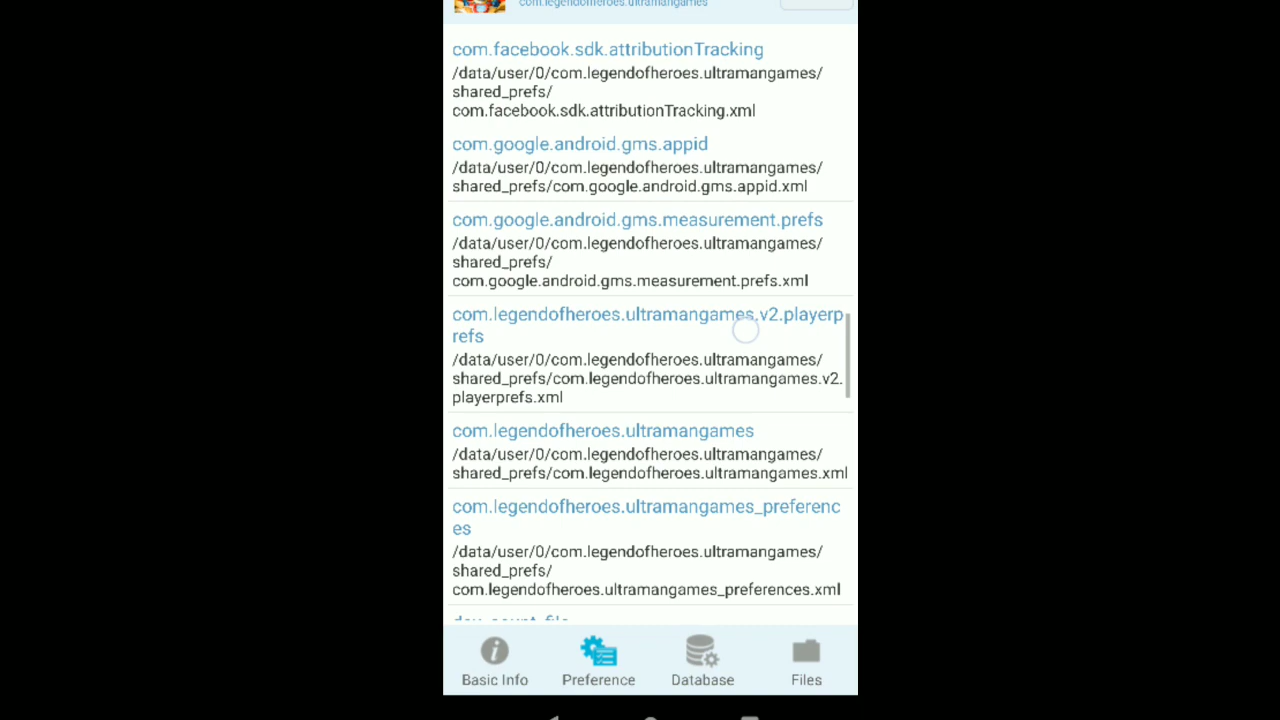 com.legendofheroes.ultramangames
com.facebook.sdk.attributionTracking
/data/user/0/com.legendofheroes.ultramangames/
shared_prefs/
com.facebook.sdk.attributionTracking.xml
com.google.android.gms.appid
/data/user/0/com.legendofheroes.ultramangames/
shared_prefs/com.google.android.gms.appid.xml
com.google.android.gms.measurement.prefs
/data/user/0/com.legendofheroes.ultramangames/
shared_prefs/
com.google.android.gms.measurement.prefs.xml
com.legendofheroes.ultramangames.v2.playerp
refs
/data/user/0/com.legendofheroes.ultramangames/
shared_prefs/com.legendofheroes.ultramangames.v2.
playerprefs.xml
com.legendofheroes.ultramangames
/data/user/0/com.legendofheroes.ultramangames/
shared_prefs/com.legendofheroes.ultramangames.xml
com.legendofheroes.ultramangames_preferenc
es
/data/user/0/com.legendofheroes.ultramangames/
shared_prefs/
com.legendofheroes.ultramangames_preferences.xml
Basic Info
Preference
Database
Files